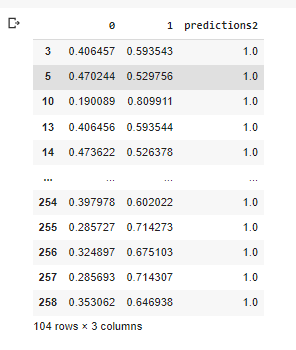 0 1 predictions2
3 0.406457 0.593543 1.0
5 0.470244 0.529756 1.0
10 0.190089 0.809911 1.0
13 0.406456 0.593544 1.0
14 0.473622 0.526378 1.0
... ... ... ...
254 0.397978 0.602022 1.0
255 0.285727 0.714273 1.0
256 0.324897 0.675103 1.0
257 0.285693 0.714307 1.0
258 0.353062 0.646938 1.0
104 rows × 3 columns